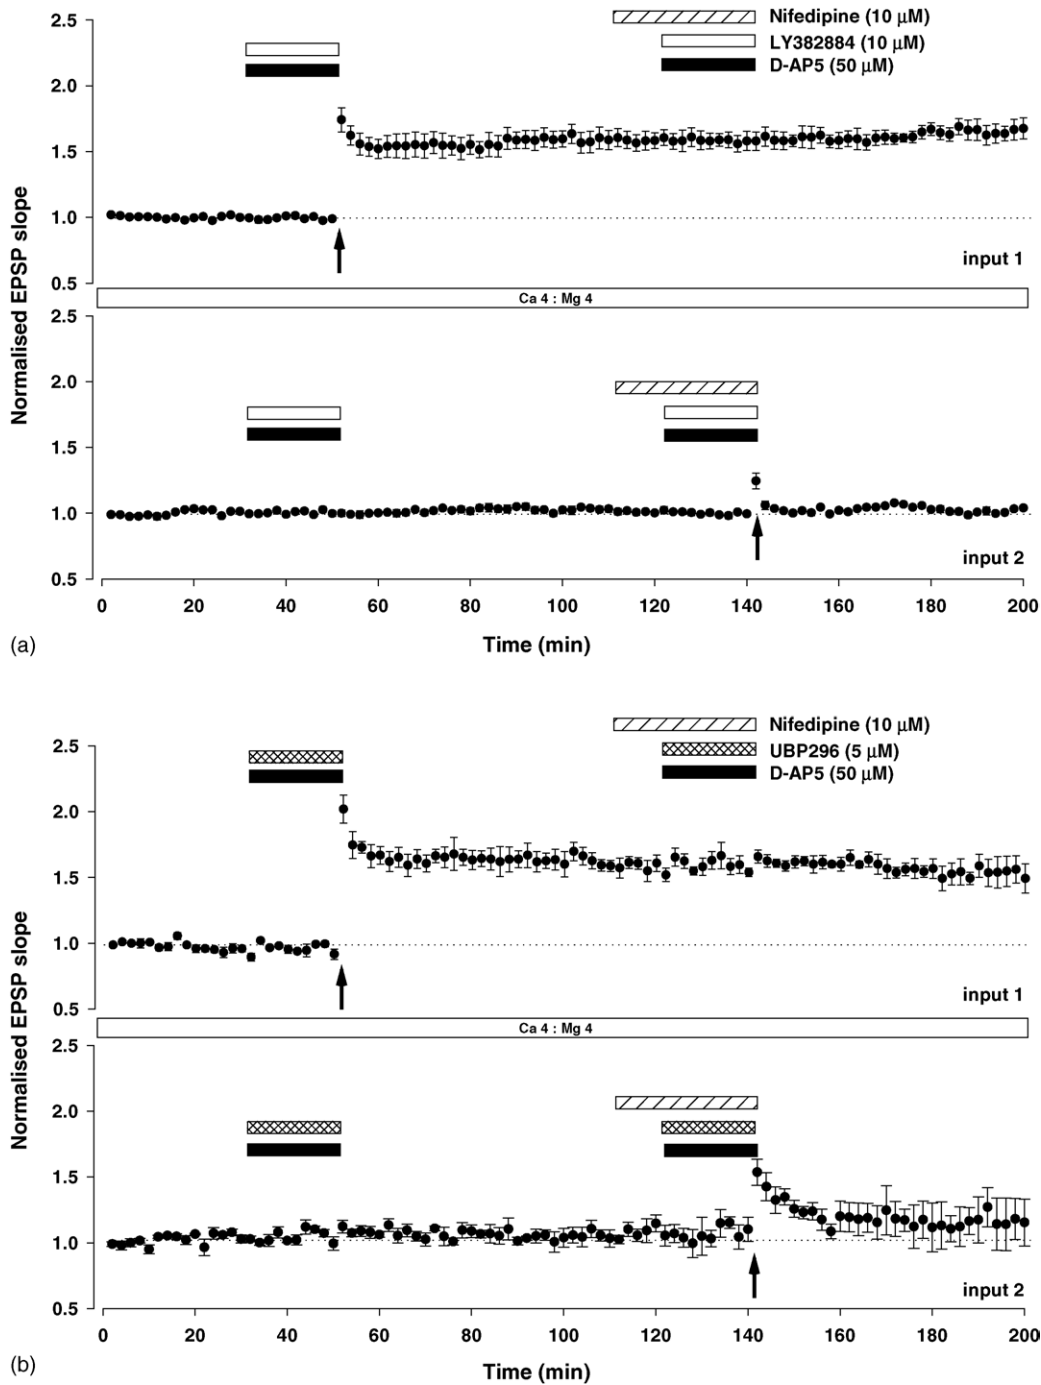 Nifedipine (10 μM)
LY382884 (10 μM)
D-AP5 (50 μM)
2.5
2.0
1.5
1.0
0.5
input 1
Ca 4 : Mg 4
Normalised EPSP slope
2.5
2.0
1.5
1.0
0.5
input 2
0 20 40 60 80 100 120 140 160 180 200
(a)
Time (min)
Nifedipine (10 μM)
UBP296 (5 μM)
D-AP5 (50 μM)
2.5
2.0
1.5
1.0
0.5
input 1
Ca 4 : Mg 4
Normalised EPSP slope
2.5
2.0
1.5
1.0
0.5
input 2
0 20 40 60 80 100 120 140 160 180 200
(b)
Time (min)